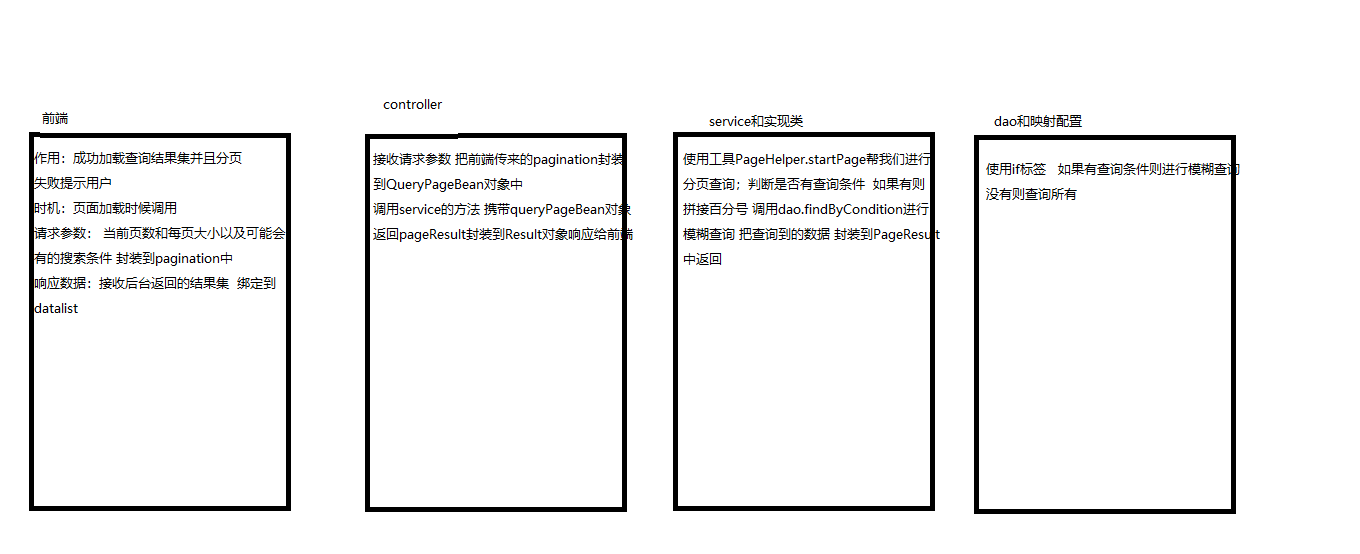 前端
作用：成功加载查询结果集并且分页
失败提示用户
时机：页面加载时候调用
请求参数： 当前页数和每页大小以及可能会
有的搜索条件 封装到pagination中
响应数据：接收后台返回的结果集 绑定到
datalist
controller
接收请求参数 把前端传来的pagination封装
到QueryPageBean对象中
调用service的方法 携带queryPageBean对象
返回pageResult封装到Result对象响应给前端
service和实现类
使用工具PageHelper.startPage帮我们进行
分页查询；判断是否有查询条件 如果有则
拼接百分号 调用dao.findByCondition进行
模糊查询 把查询到的数据 封装到PageResult
中返回
dao和映射配置
使用if标签 如果有查询条件则进行模糊查询
没有则查询所有